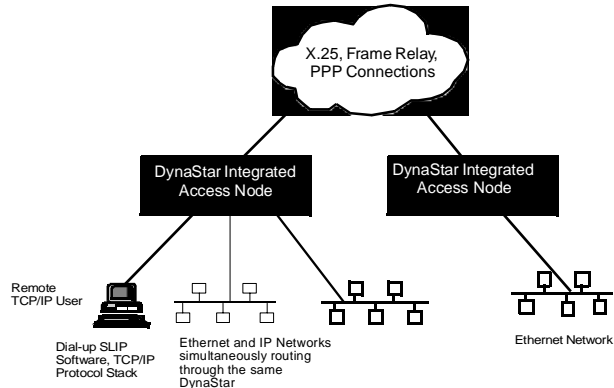 X.25, Frame Relay,
PPP Connections
DynaStar Integrated
Access Node
DynaStar Integrated
Access Node
Remote
TCP/IP User
Dial-up SLIP
Software, TCP/IP
Protocol Stack
Ethernet and IP Networks
simultaneously routing
through the same
DynaStar
Ethernet Network